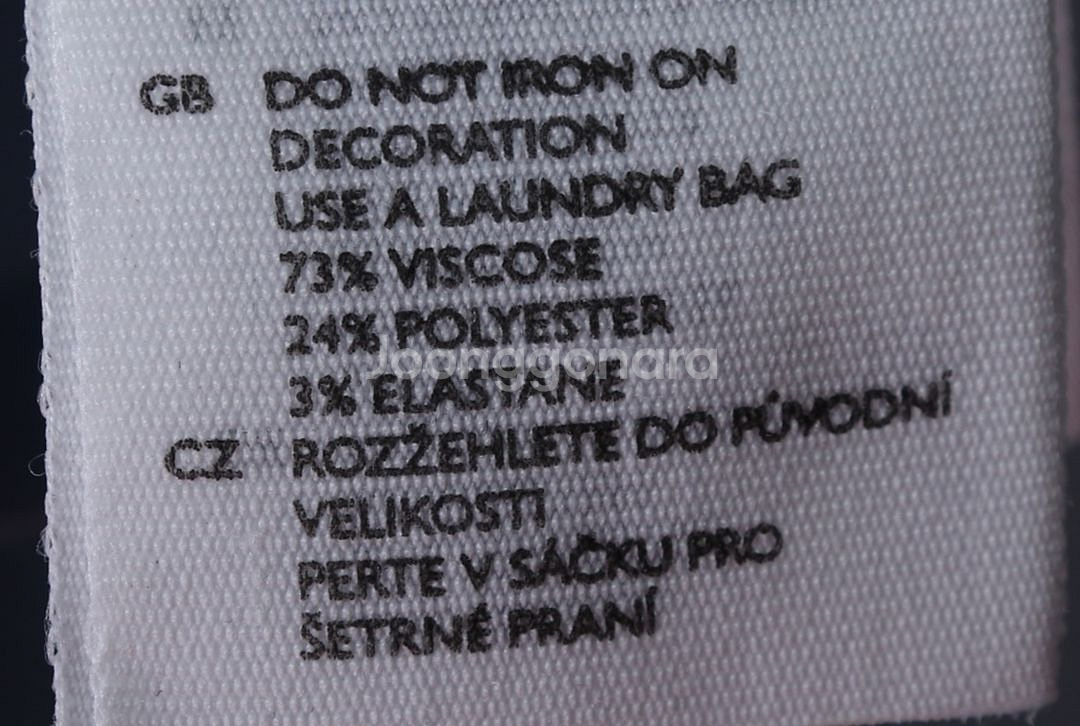 GB DO NOT IRON ON
DECORATION
USE A LAUNDRY BAG
73% VISCOSE
24% POLYESTER
Joonggonara
3% ELASTANE
CZ ROZŽEHLETE DO PŮVODNÍ
VELIKOSTI
PERTE V SÁČKU PRO
ŠETRNÉ PRANÍ